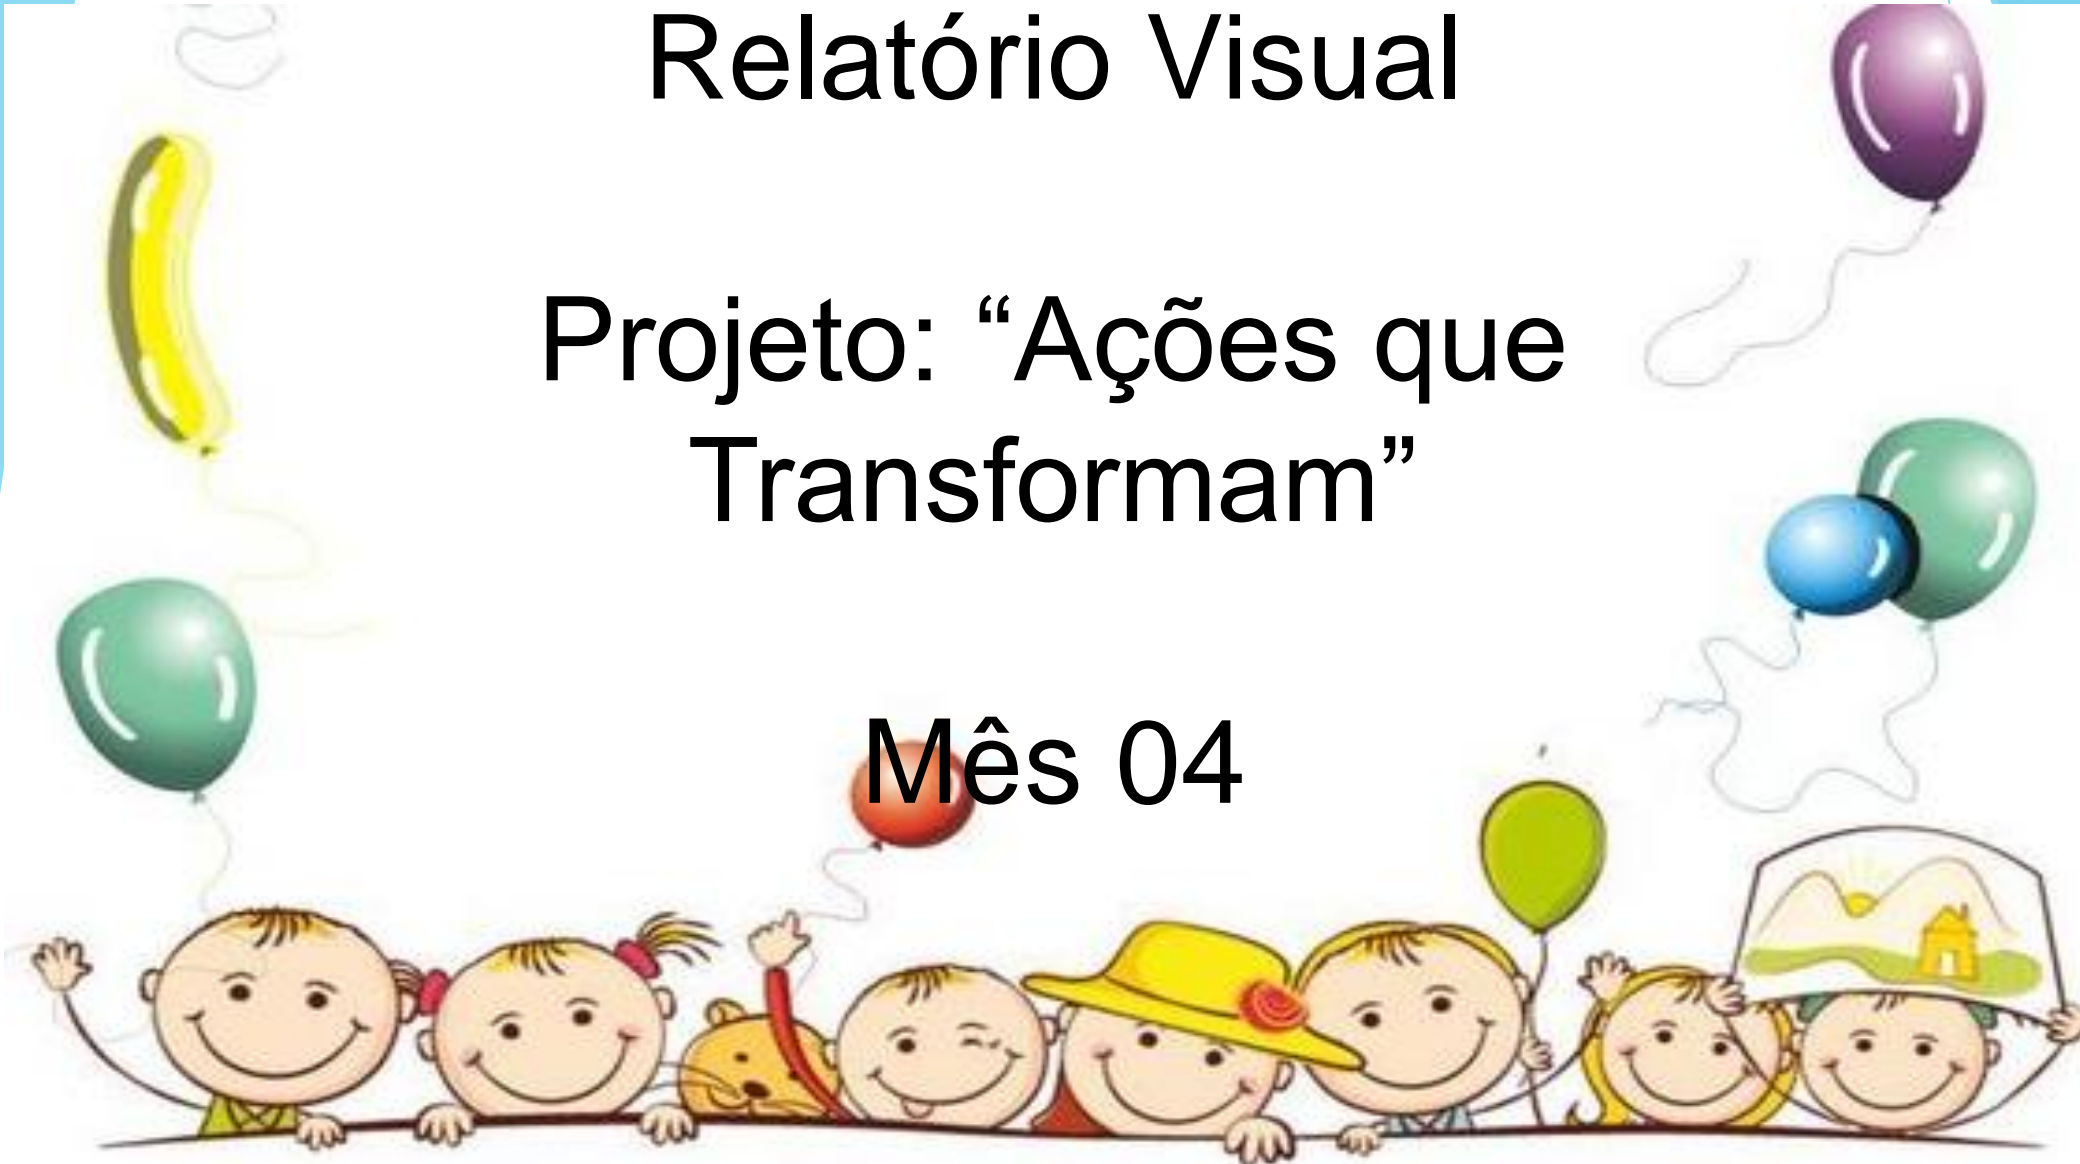 Relatório Visual
Projeto: “Ações que
Transformam”
Mês 04